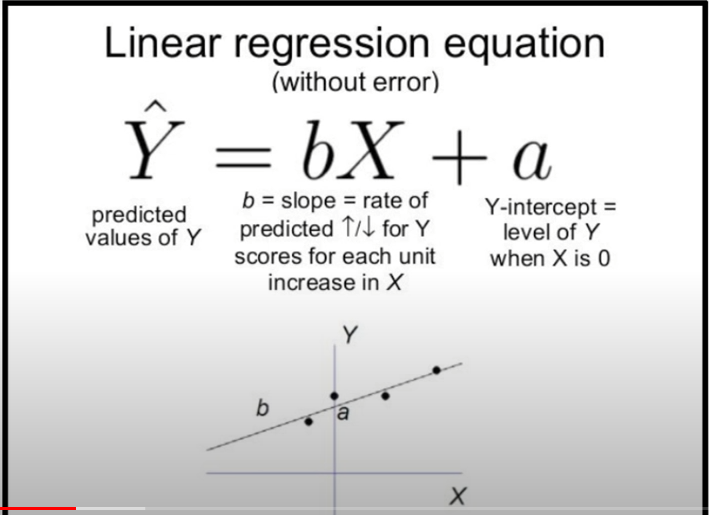 Linear regression equation
(without error)
Ŷ = bX + a
predicted
values of Y
b = slope = rate of
predicted ↑/↓ for Y
scores for each unit
increase in X
Y-intercept =
level of Y
when X is 0
Y
b
a
X